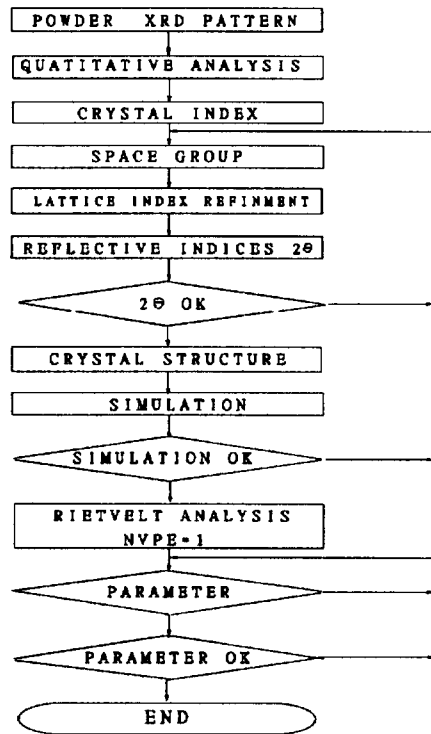 POWDER XRD PATTERN
QUATITATIVE ANALYSIS
CRYSTAL INDEX
SPACE GROUP
LATTICE INDEX REFINMENT
REFLECTIVE INDICES 2θ
2θ OK
CRYSTAL STRUCTURE
SIMULATION
SIMULATION OK
RIETVELT ANALYSIS
NVPE=1
PARAMETER
PARAMETER OK
END